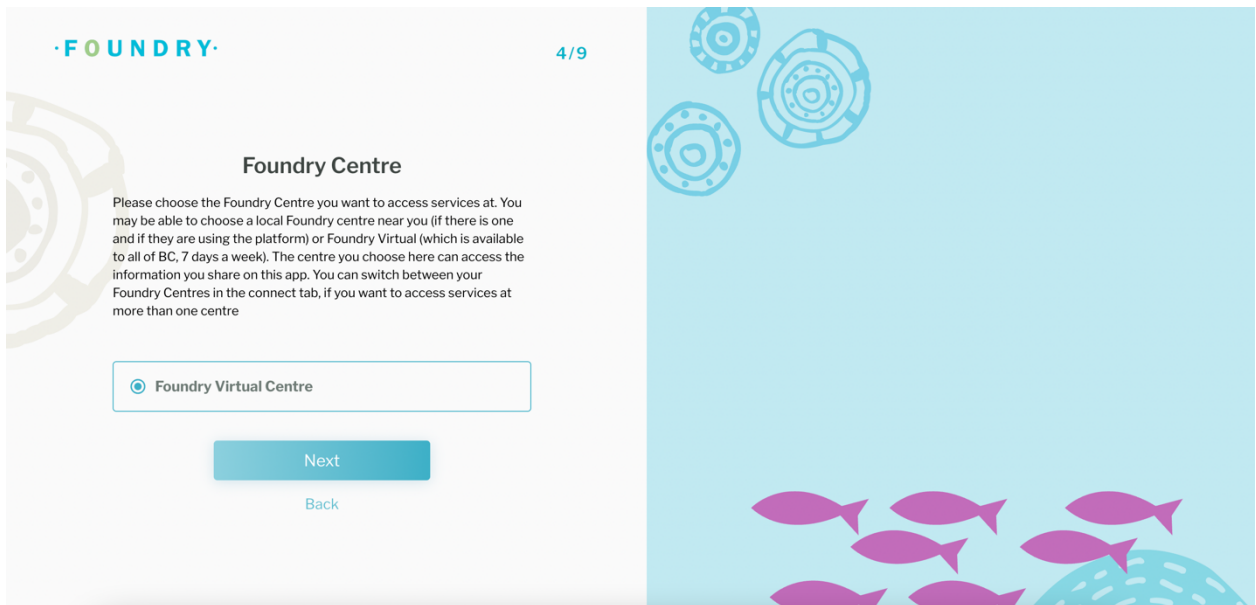 ·FOUNDRY·
4/9
Foundry Centre
Please choose the Foundry Centre you want to access services at. You
may be able to choose a local Foundry centre near you (if there is one
and if they are using the platform) or Foundry Virtual (which is available
to all of BC, 7 days a week). The centre you choose here can access the
information you share on this app. You can switch between your
Foundry Centres in the connect tab, if you want to access services at
more than one centre
Foundry Virtual Centre
Next
Back